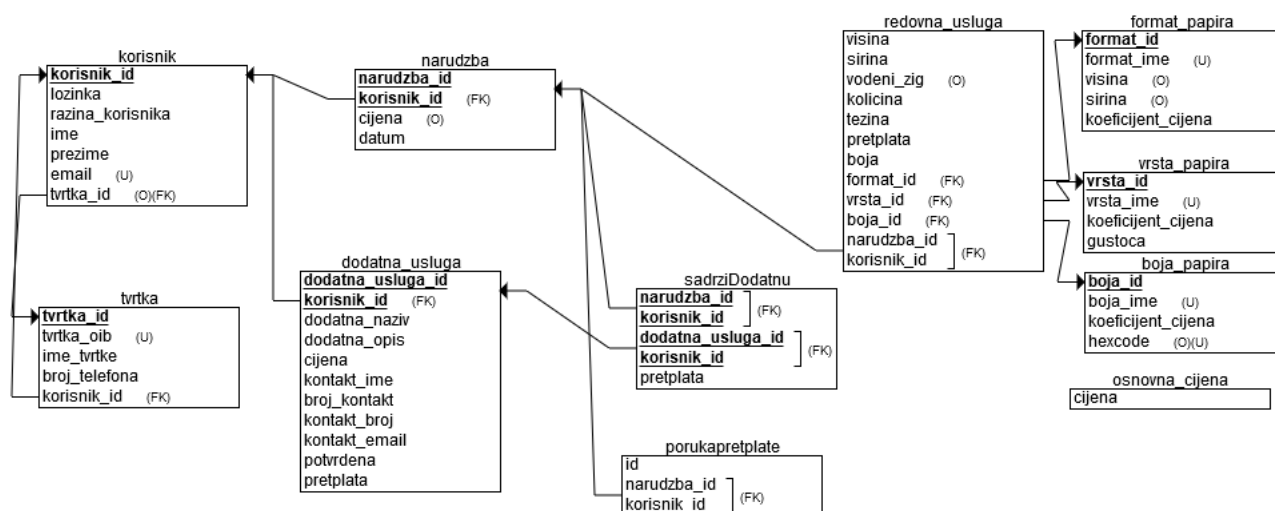 korisnik
korisnik_id
lozinka
razina_korisnika
ime
prezime
email (U)
tvrtka_id (O)(FK)
tvrtka
tvrtka_id
tvrtka_oib (U)
ime_tvrtke
broj_telefona
korisnik_id (FK)
narudzba
narudzba_id
korisnik_id (FK)
cijena (O)
datum
dodatna_usluga
dodatna_usluga_id
korisnik_id (FK)
dodatna_naziv
dodatna_opis
cijena
kontakt_ime
broj_kontakt
kontakt_broj
kontakt_email
potvrdena
pretplata
sadrziDodatnu
narudzba_id
korisnik_id (FK)
dodatna_usluga_id
korisnik_id (FK)
pretplata
porukapretplate
id
narudzba_id
korisnik_id (FK)
redovna_usluga
visina
sirina
vodeni_zig (O)
kolicina
tezina
pretplata
boja
format_id (FK)
vrsta_id (FK)
boja_id (FK)
narudzba_id
korisnik_id (FK)
format_papira
format_id
format_ime (U)
visina (O)
sirina (O)
koeficijent_cijena
vrsta_papira
vrsta_id
vrsta_ime (U)
koeficijent_cijena
gustoca
boja_papira
boja_id
boja_ime (U)
koeficijent_cijena
hexcode (O)(U)
osnovna_cijena
cijena